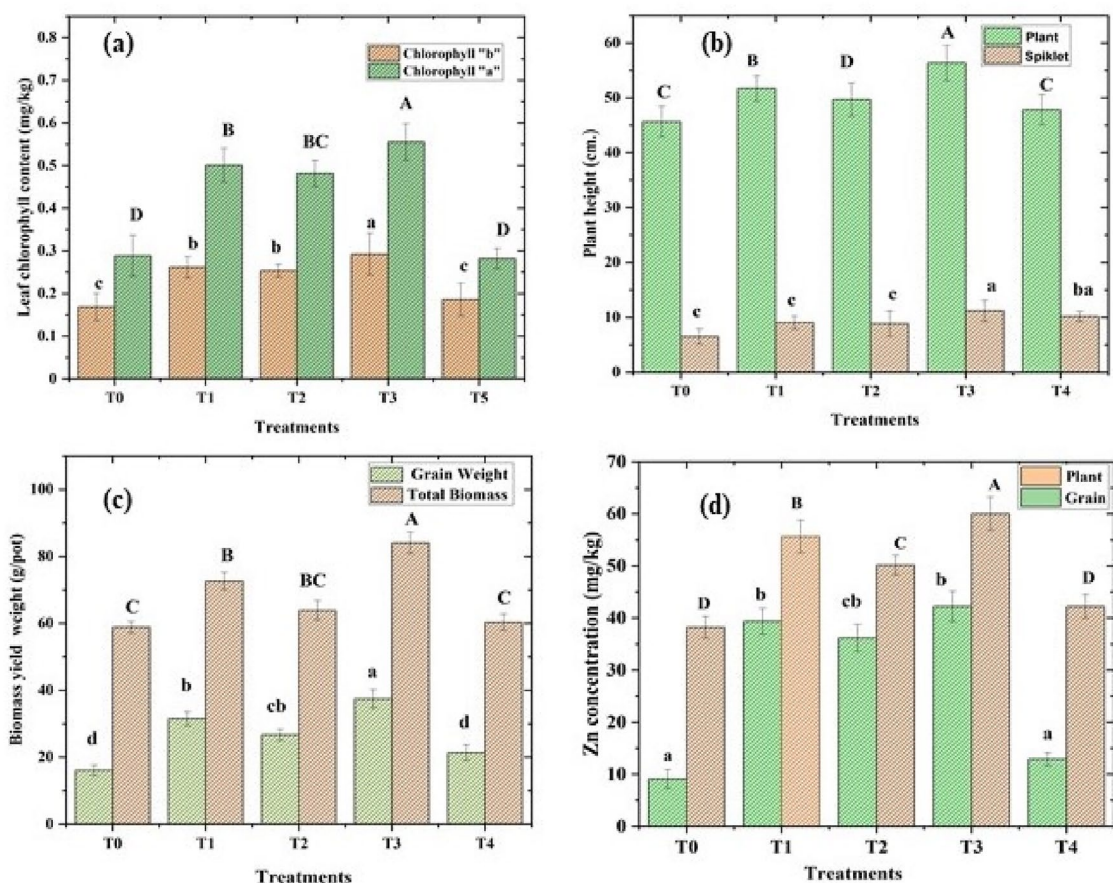 (a)
Chlorophyll "b"
Chlorophyll "a"
Leaf chlorophyll content (mg/kg)
0.8
0.7
0.6
0.5
0.4
0.3
0.2
0.1
0
c D b B b BC a A c D
T0 T1 T2 T3 T5
Treatments
(b)
Plant
Spiklet
Plant height (cm.)
60
50
40
30
20
10
0
C c B c D c A a C ba
T0 T1 T2 T3 T4
Treatments
(c)
Grain Weight
Total Biomass
Biomass yield weight (g/pot)
100
80
60
40
20
0
d C b B cb BC a A d C
T0 T1 T2 T3 T4
Treatments
(d)
Plant
Grain
Zn concentration (mg/kg)
70
60
50
40
30
20
10
0
a D b B cb C b A a D
T0 T1 T2 T3 T4
Treatments